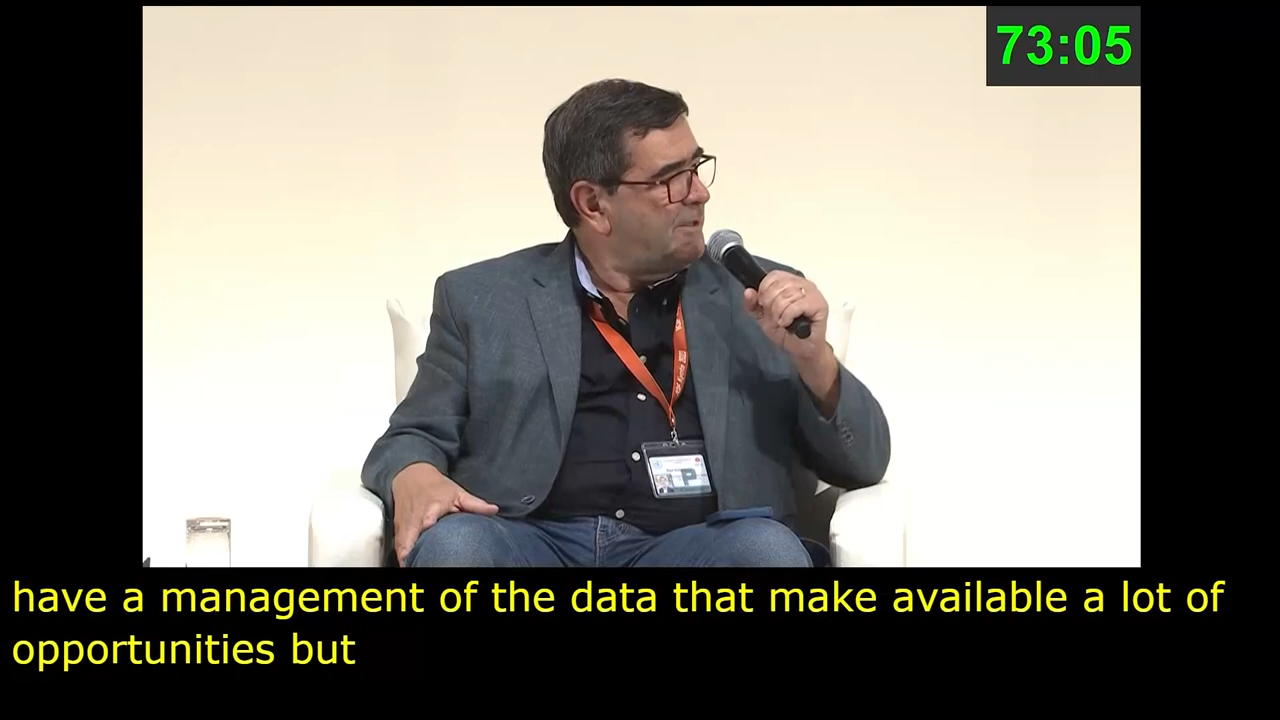 73:05
have a management of the data that make available a lot of
opportunities but